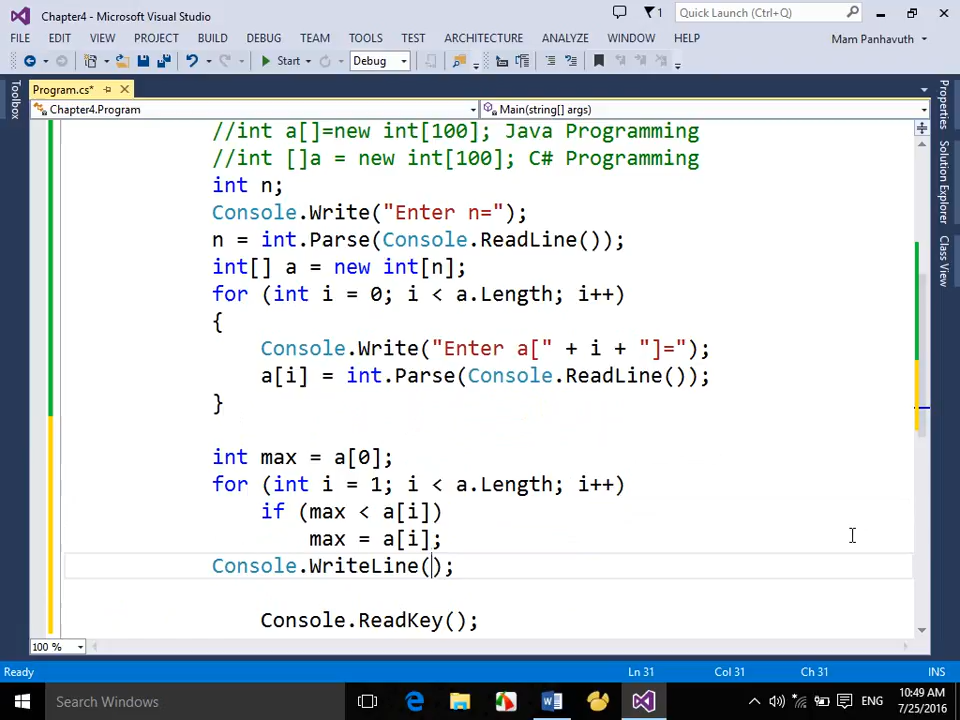 Chapter4 - Microsoft Visual Studio
1
Quick Launch (Ctrl+Q)
FILE EDIT VIEW PROJECT BUILD DEBUG TEAM TOOLS TEST ARCHITECTURE ANALYZE WINDOW HELP
Mam Panhavuth
Start
Debug
Program.cs*
Toolbox
Chapter4.Program
Main(string[] args)
Properties
Solution Explorer
Class View
//int a[]=new int[100]; Java Programming
//int []a = new int[100]; C# Programming
int n;
Console.Write("Enter n=");
n = int.Parse(Console.ReadLine());
int[] a = new int[n];
for (int i = 0; i < a.Length; i++)
{
Console.Write("Enter a[" + i + "]=");
a[i] = int.Parse(Console.ReadLine());
}
int max = a[0];
for (int i = 1; i < a.Length; i++)
if (max < a[i])
max = a[i];
Console.WriteLine();
Console.ReadKey();
100 %
Ready
Ln 31
Col 31
Ch 31
INS
Search Windows
ENG
10:49 AM
7/25/2016